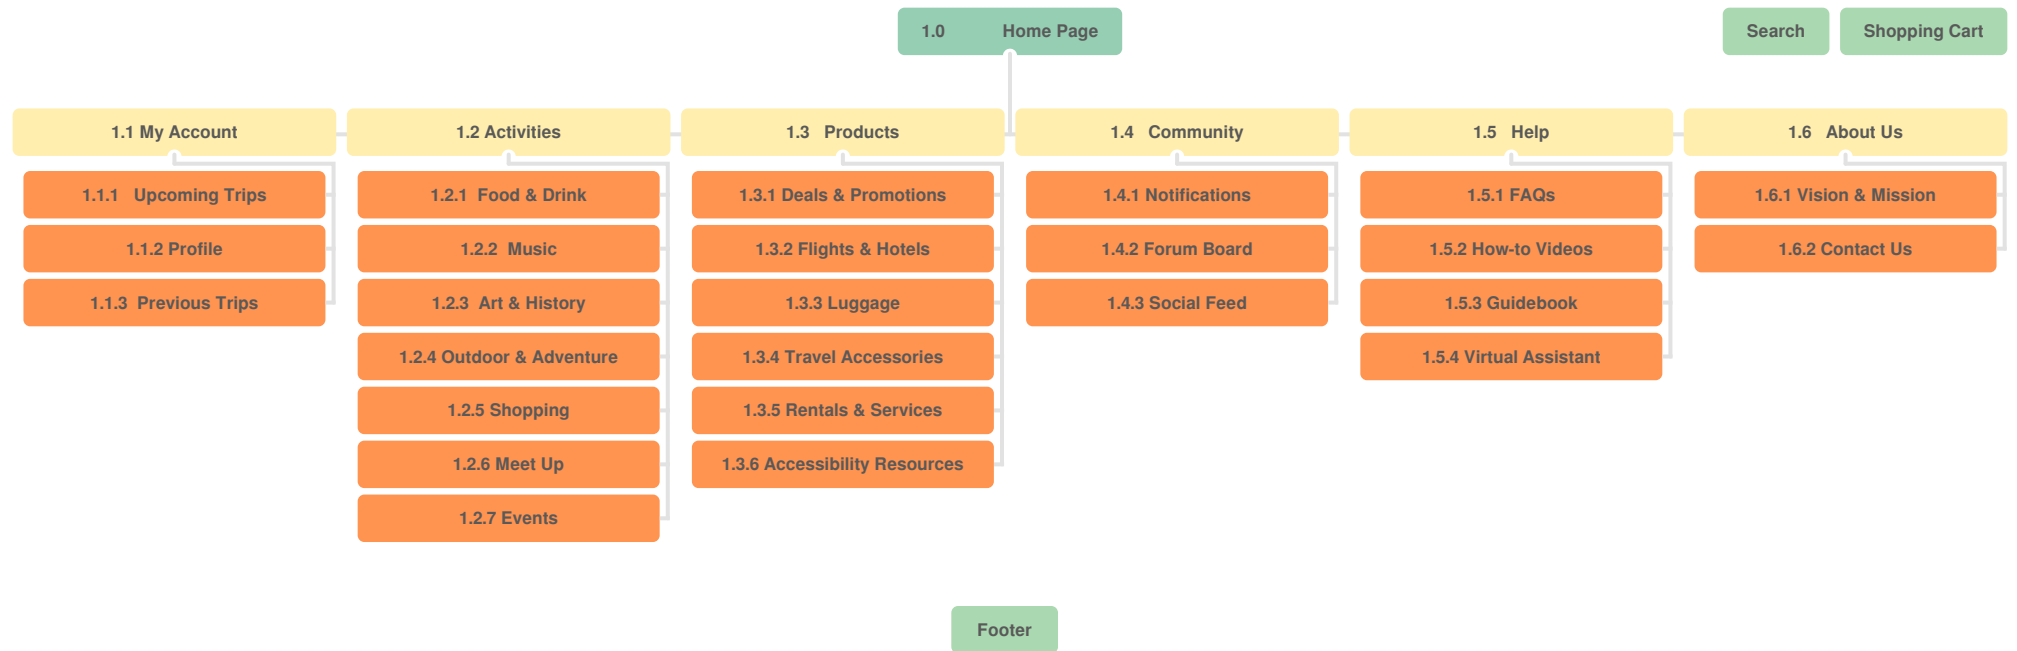 1.0 Home Page
Search
Shopping Cart
1.1 My Account
1.2 Activities
1.3 Products
1.4 Community
1.5 Help
1.6 About Us
1.1.1 Upcoming Trips
1.1.2 Profile
1.1.3 Previous Trips
1.2.1 Food & Drink
1.2.2 Music
1.2.3 Art & History
1.2.4 Outdoor & Adventure
1.2.5 Shopping
1.2.6 Meet Up
1.2.7 Events
1.3.1 Deals & Promotions
1.3.2 Flights & Hotels
1.3.3 Luggage
1.3.4 Travel Accessories
1.3.5 Rentals & Services
1.3.6 Accessibility Resources
1.4.1 Notifications
1.4.2 Forum Board
1.4.3 Social Feed
1.5.1 FAQs
1.5.2 How-to Videos
1.5.3 Guidebook
1.5.4 Virtual Assistant
1.6.1 Vision & Mission
1.6.2 Contact Us
Footer